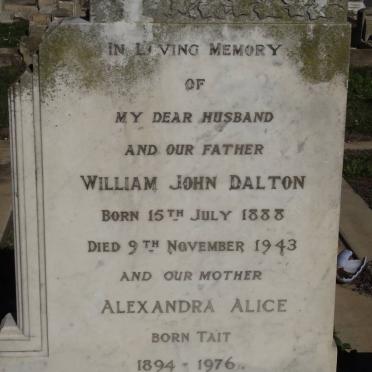 IN LOVING MEMORY
OF
MY DEAR HUSBAND
AND OUR FATHER
WILLIAM JOHN DALTON
BORN 15TH JULY 1888
DIED 9TH NOVEMBER 1943
AND OUR MOTHER
ALEXANDRA ALICE
BORN TAIT
1894 - 1976